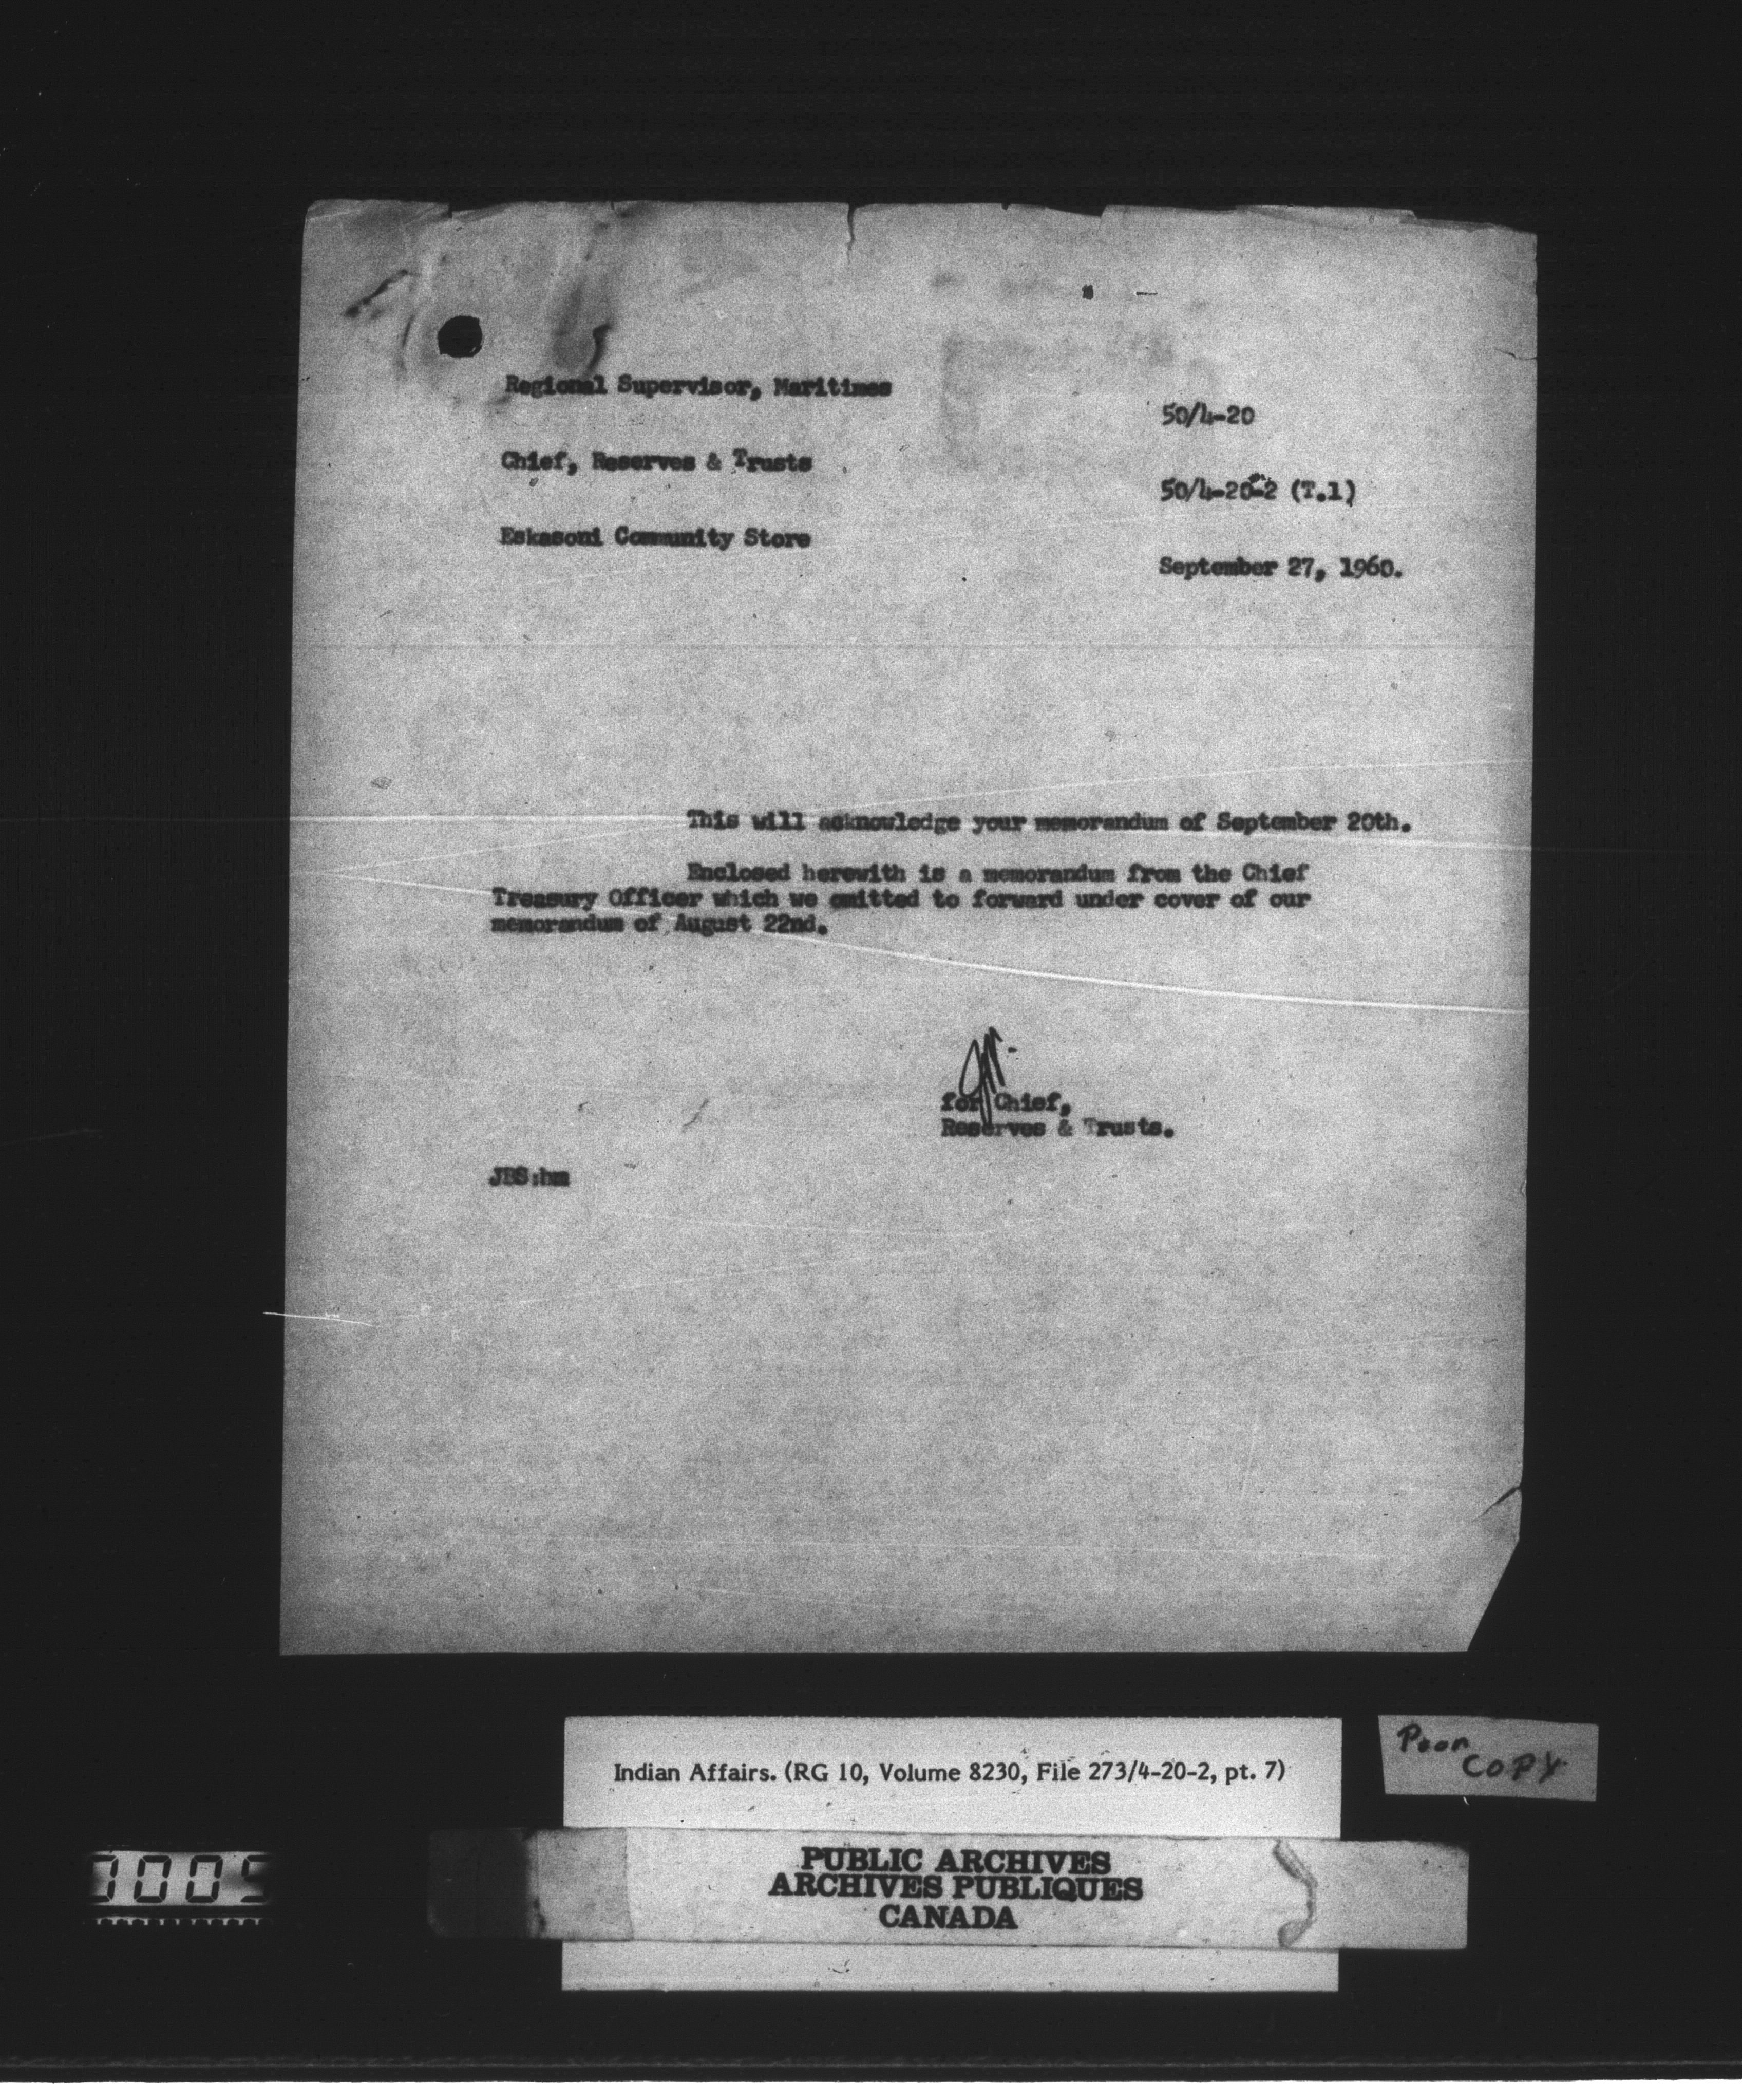 Regional Supervisor, Maritimes
50/4-20
Chief, Reserves & Trusts
50/4-20-2 (T.1)
Eskasoni Community Store
September 27, 1960.
This will acknowledge your memorandum of September 20th.
Enclosed herewith is a memorandum from the Chief
Treasury Officer which we omitted to forward under cover of our
memorandum of August 22nd.
for Chief,
Reserves & Trusts.
JBS:hm
Indian Affairs. (RG 10, Volume 8230, File 273/4-20-2, pt. 7)
Poor
COPY
PUBLIC ARCHIVES
ARCHIVES PUBLIQUES
CANADA